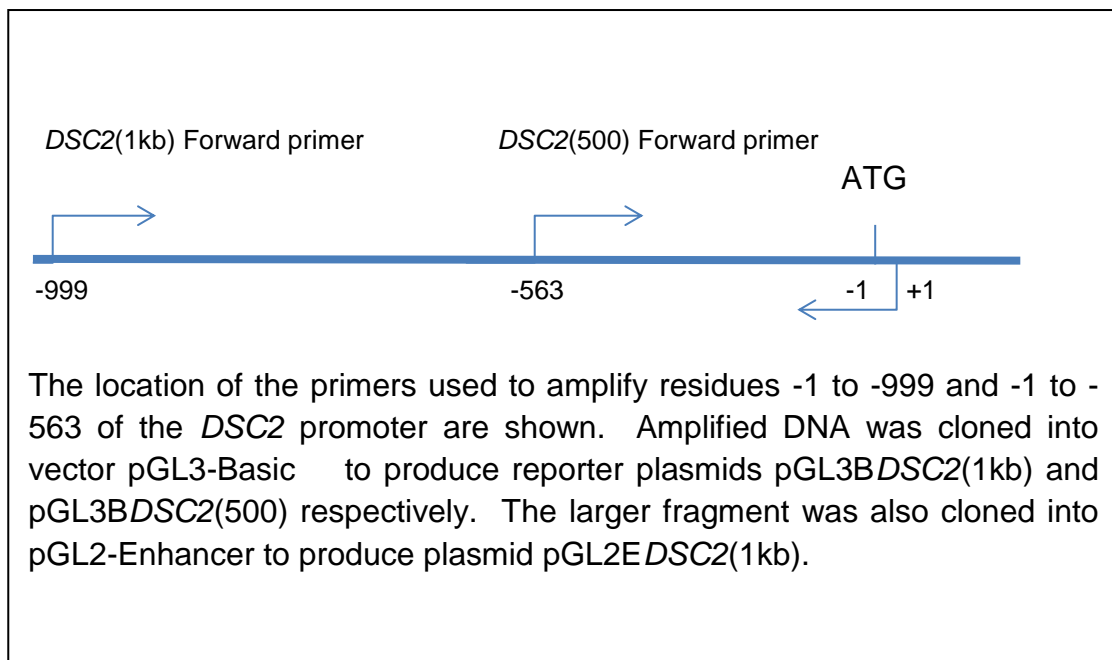 DSC2(1kb) Forward primer DSC2(500) Forward primer
ATG
-999 -563 -1 +1
The location of the primers used to amplify residues -1 to -999 and -1 to -
563 of the DSC2 promoter are shown. Amplified DNA was cloned into
vector pGL3-Basic to produce reporter plasmids pGL3BDSC2(1kb) and
pGL3BDSC2(500) respectively. The larger fragment was also cloned into
pGL2-Enhancer to produce plasmid pGL2EDSC2(1kb).